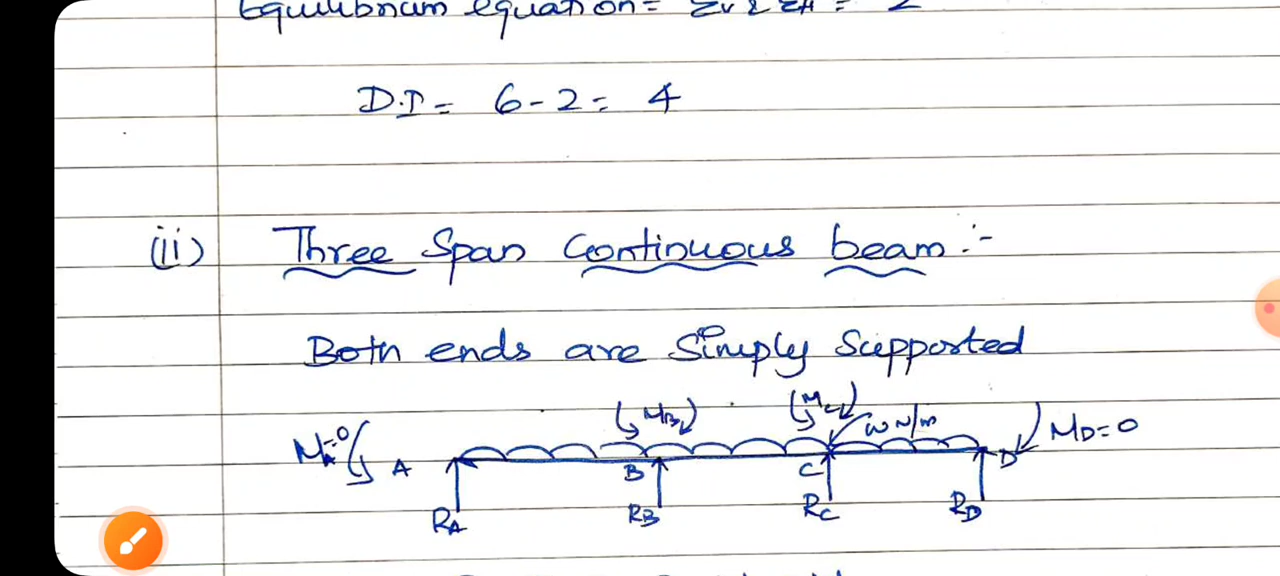 Equilibrium equation = Σv & ΣH = 2
D.I = 6 - 2 = 4
(ii) Three Span Continuous beam :-
Both ends are Simply Supported
MA=0 A B MB C Mc w N/m D MD=0
RA RB RC RD